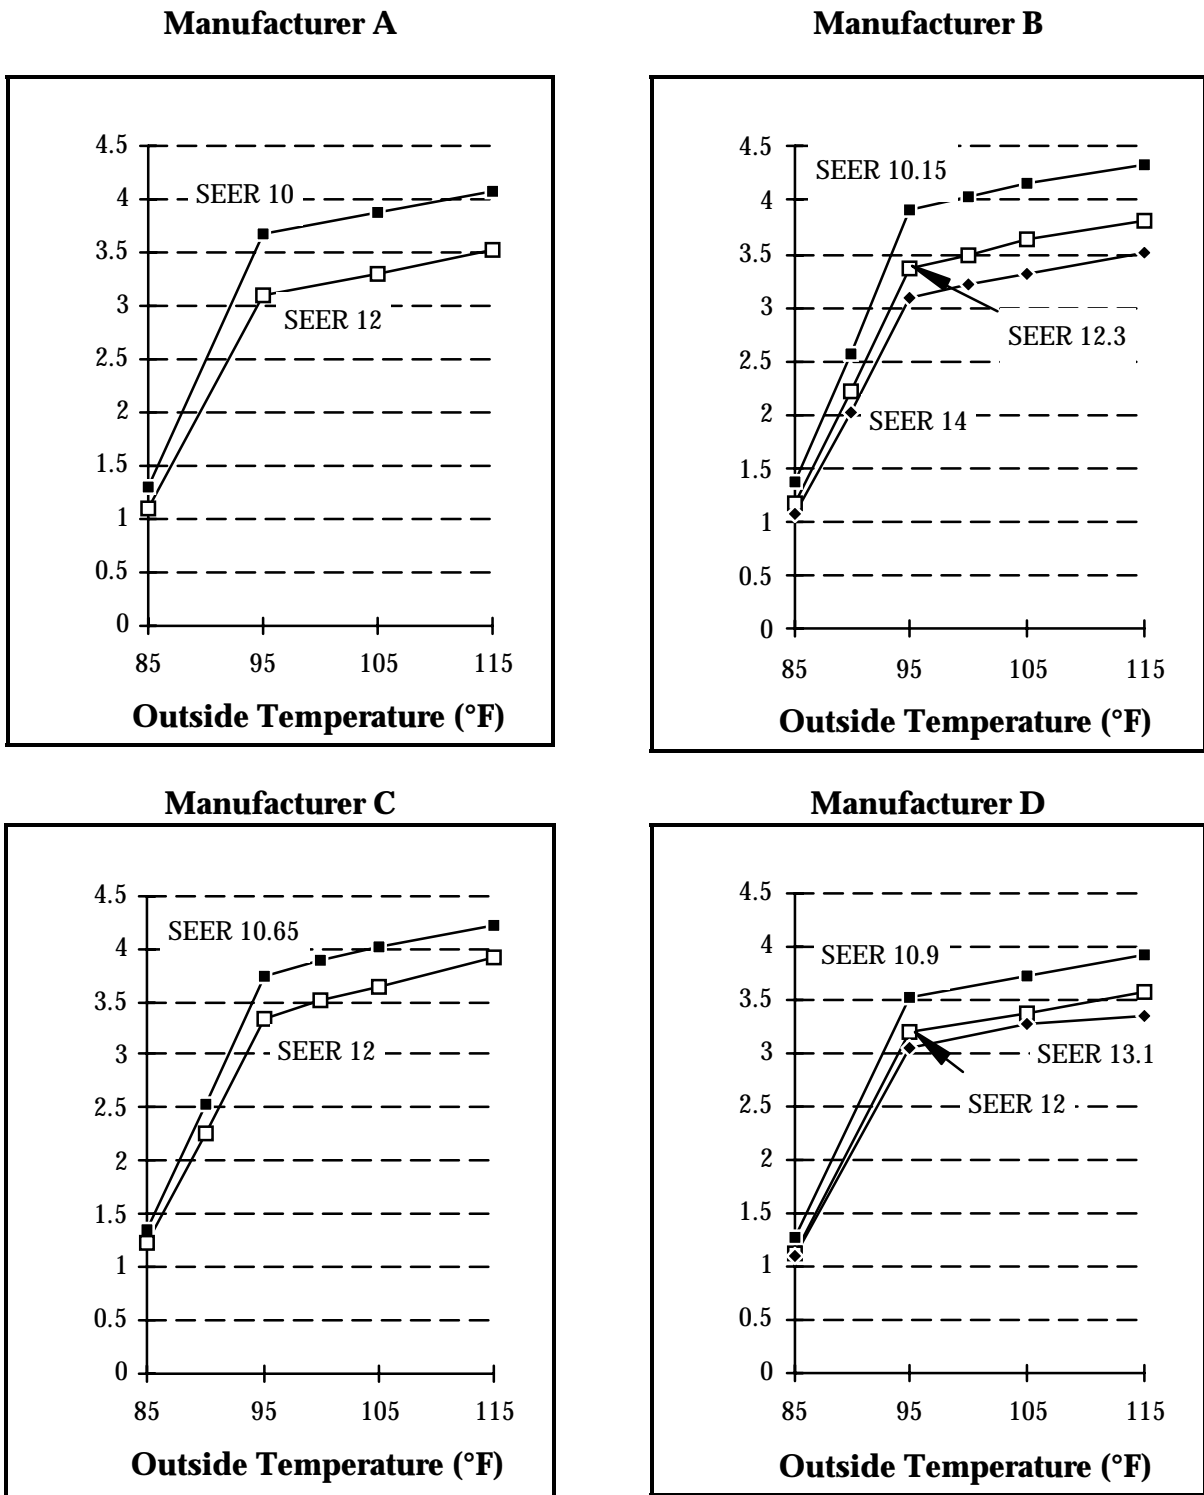 Manufacturer A
4.5
4
3.5
3
2.5
2
1.5
1
0.5
0
SEER 10
SEER 12
85 95 105 115
Outside Temperature (°F)
Manufacturer B
4.5
4
3.5
3
2.5
2
1.5
1
0.5
0
SEER 10.15
SEER 12.3
SEER 14
85 95 105 115
Outside Temperature (°F)
Manufacturer C
4.5
4
3.5
3
2.5
2
1.5
1
0.5
0
SEER 10.65
SEER 12
85 95 105 115
Outside Temperature (°F)
Manufacturer D
4.5
4
3.5
3
2.5
2
1.5
1
0.5
0
SEER 10.9
SEER 13.1
SEER 12
85 95 105 115
Outside Temperature (°F)